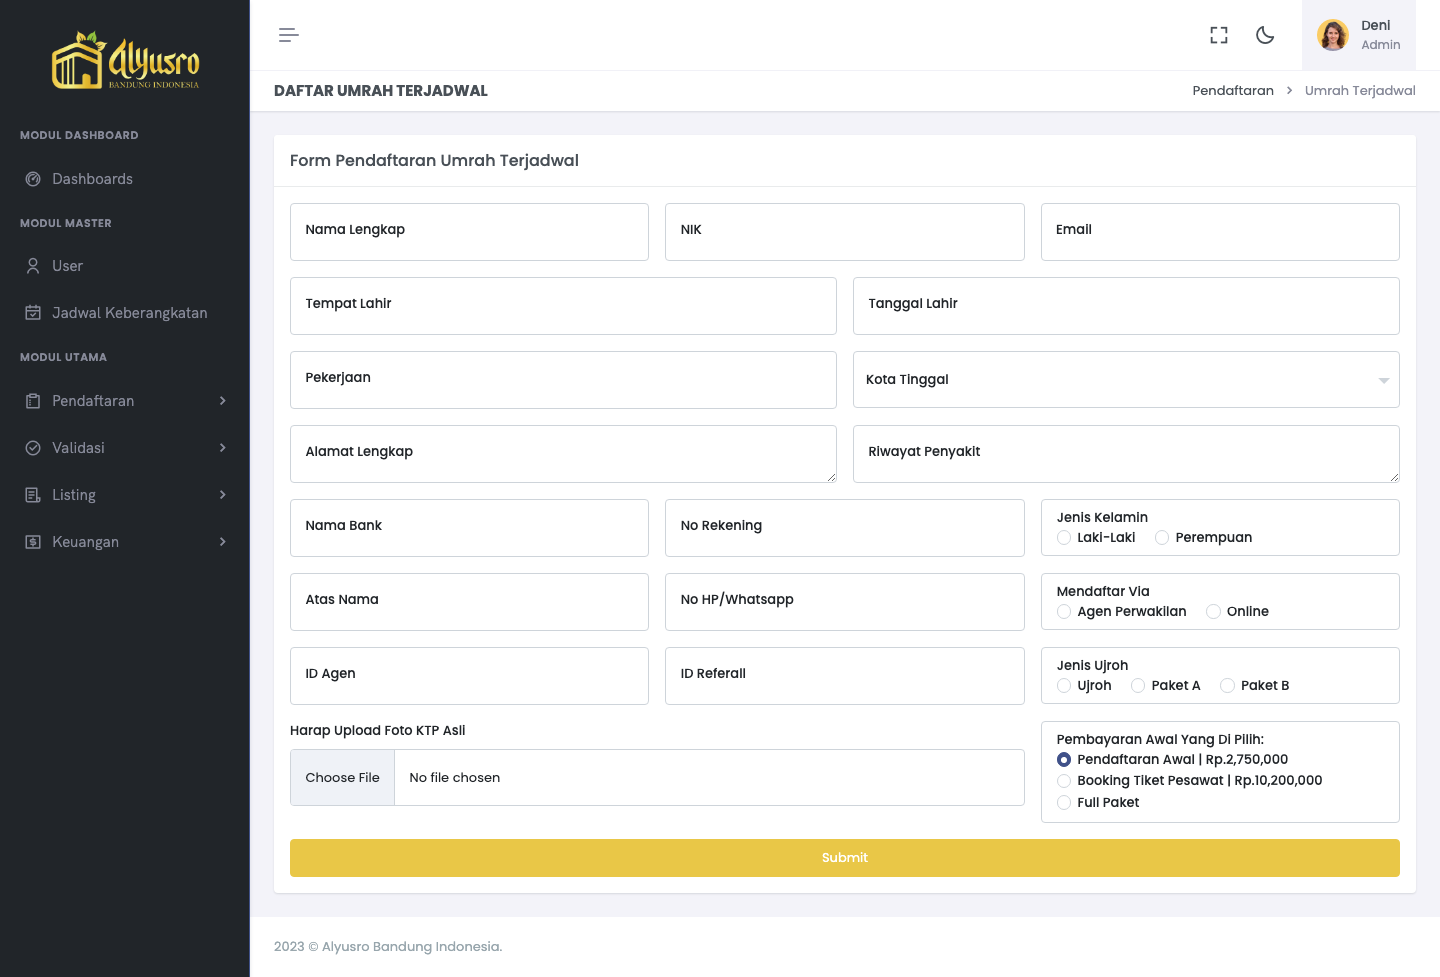 Alyusro
BANDUNG INDONESIA
MODUL DASHBOARD
Dashboards
MODUL MASTER
User
Jadwal Keberangkatan
MODUL UTAMA
Pendaftaran
Validasi
Listing
Keuangan
Deni
Admin
DAFTAR UMRAH TERJADWAL
Pendaftaran > Umrah Terjadwal
Form Pendaftaran Umrah Terjadwal
Nama Lengkap
NIK
Email
Tempat Lahir
Tanggal Lahir
Pekerjaan
Kota Tinggal
Alamat Lengkap
Riwayat Penyakit
Nama Bank
No Rekening
Jenis Kelamin
Laki-Laki Perempuan
Atas Nama
No HP/Whatsapp
Mendaftar Via
Agen Perwakilan Online
ID Agen
ID Referall
Jenis Ujroh
Ujroh Paket A Paket B
Harap Upload Foto KTP Asli
Choose File No file chosen
Pembayaran Awal Yang Di Pilih:
Pendaftaran Awal | Rp.2,750,000
Booking Tiket Pesawat | Rp.10,200,000
Full Paket
Submit
2023 © Alyusro Bandung Indonesia.